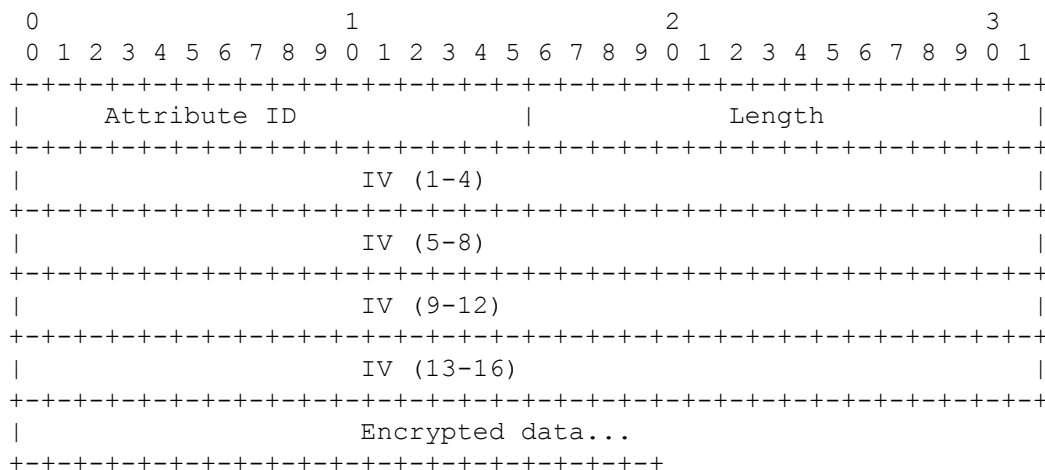 0                   1                   2                   3
 0 1 2 3 4 5 6 7 8 9 0 1 2 3 4 5 6 7 8 9 0 1 2 3 4 5 6 7 8 9 0 1
+-+-+-+-+-+-+-+-+-+-+-+-+-+-+-+-+-+-+-+-+-+-+-+-+-+-+-+-+-+-+-+-+
|     Attribute ID              |            Length             |
+-+-+-+-+-+-+-+-+-+-+-+-+-+-+-+-+-+-+-+-+-+-+-+-+-+-+-+-+-+-+-+-+
|                     IV (1-4)                                  |
+-+-+-+-+-+-+-+-+-+-+-+-+-+-+-+-+-+-+-+-+-+-+-+-+-+-+-+-+-+-+-+-+
|                     IV (5-8)                                  |
+-+-+-+-+-+-+-+-+-+-+-+-+-+-+-+-+-+-+-+-+-+-+-+-+-+-+-+-+-+-+-+-+
|                     IV (9-12)                                 |
+-+-+-+-+-+-+-+-+-+-+-+-+-+-+-+-+-+-+-+-+-+-+-+-+-+-+-+-+-+-+-+-+
|                     IV (13-16)                                |
+-+-+-+-+-+-+-+-+-+-+-+-+-+-+-+-+-+-+-+-+-+-+-+-+-+-+-+-+-+-+-+-+
|                     Encrypted data...
+-+-+-+-+-+-+-+-+-+-+-+-+-+-+-+-+-+-+-+-+